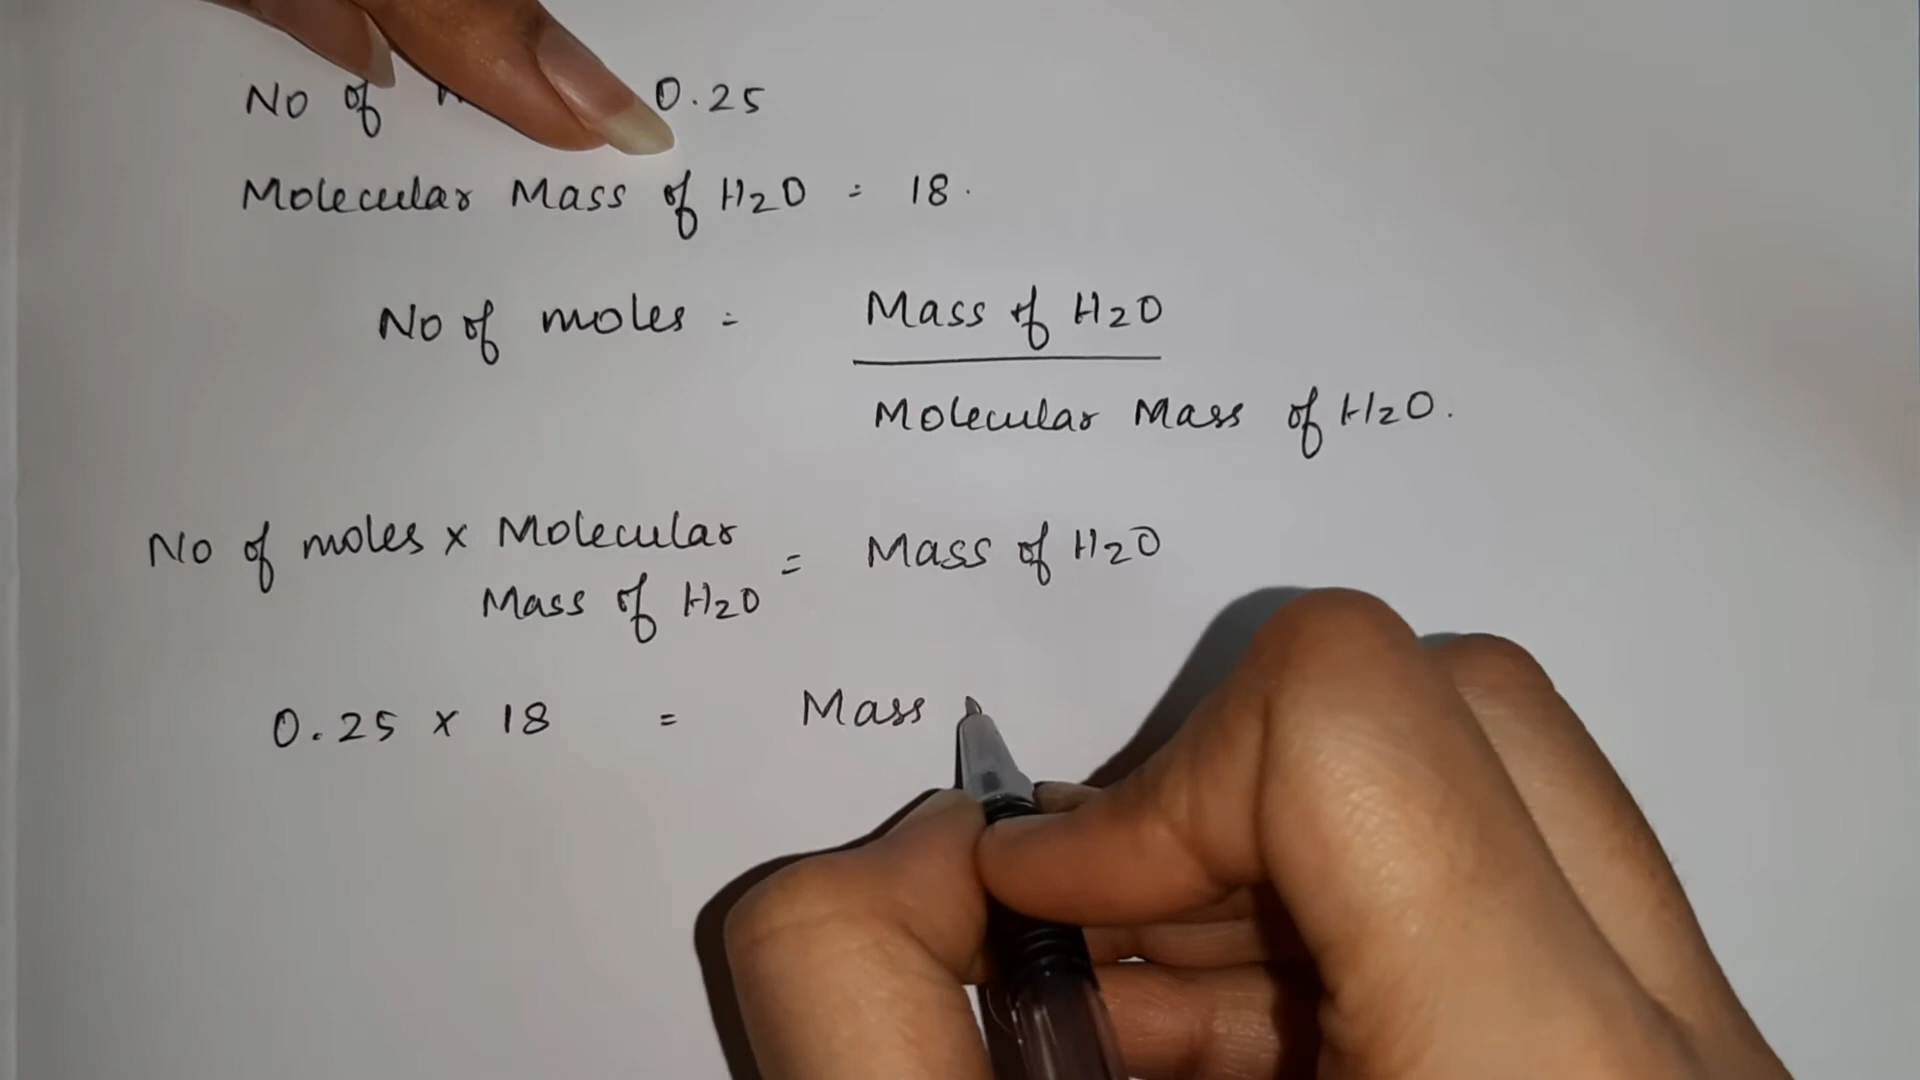 No of 0.25
Molecular Mass of H2O = 18.
No of moles = Mass of H2O
Molecular Mass of H2O.
No of moles x Molecular = Mass of H2O
Mass of H2O
0.25 x 18 = Mass